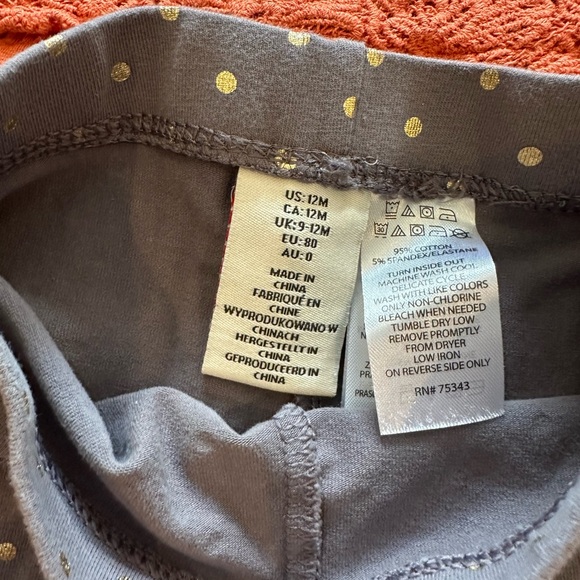 US: 12M
CA: 12M
UK: 9-12M
EU: 80
AU: 0
MADE IN
CHINA
FABRIQUÉ EN
CHINE
WYPRODUKOWANO W
CHINACH
HERGESTELLT IN
CHINA
GEPRODUCEERD IN
CHINA
95% COTTON
5% SPANDEX/ELASTANE
TURN INSIDE OUT
MACHINE WASH COOL
DELICATE CYCLE
WASH WITH LIKE COLORS
ONLY NON-CHLORINE
BLEACH WHEN NEEDED
TUMBLE DRY LOW
REMOVE PROMPTLY
FROM DRYER
LOW IRON
ON REVERSE SIDE ONLY
RN# 75343